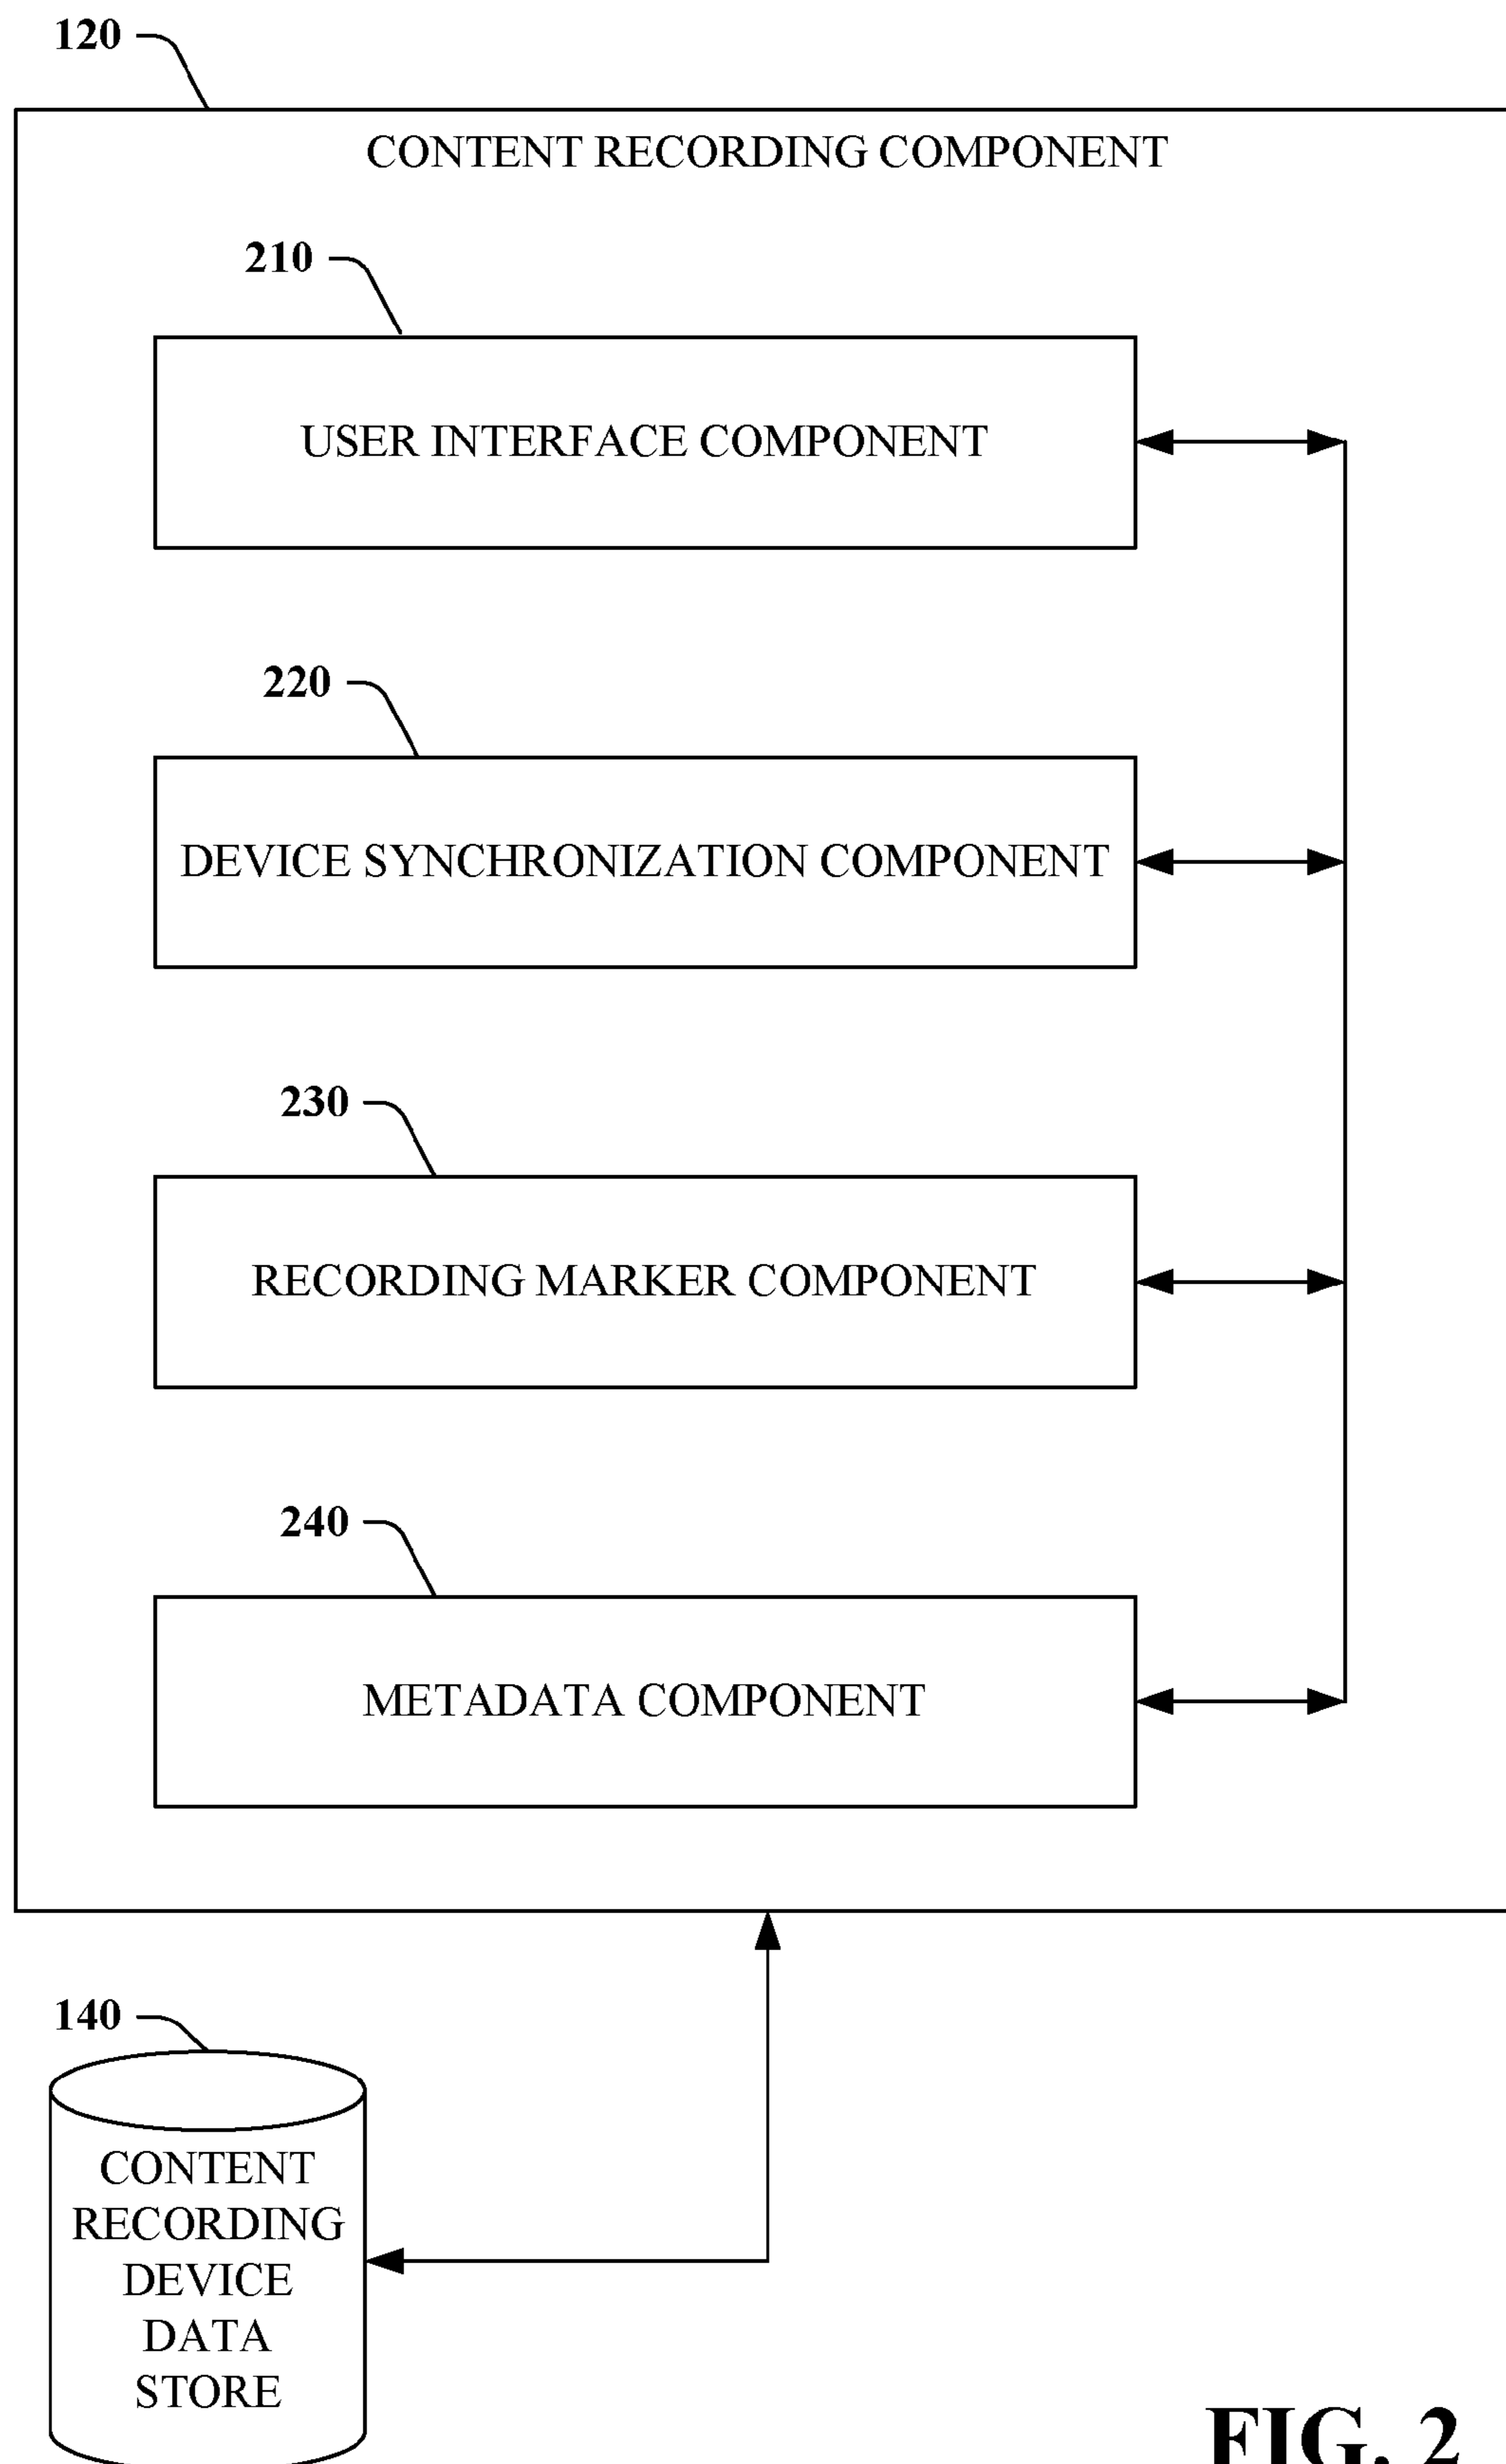 120
CONTENT RECORDING COMPONENT
210
USER INTERFACE COMPONENT
220
DEVICE SYNCHRONIZATION COMPONENT
230
RECORDING MARKER COMPONENT
240
METADATA COMPONENT
140
CONTENT
RECORDING
DEVICE
DATA
STORE
FIG. 2